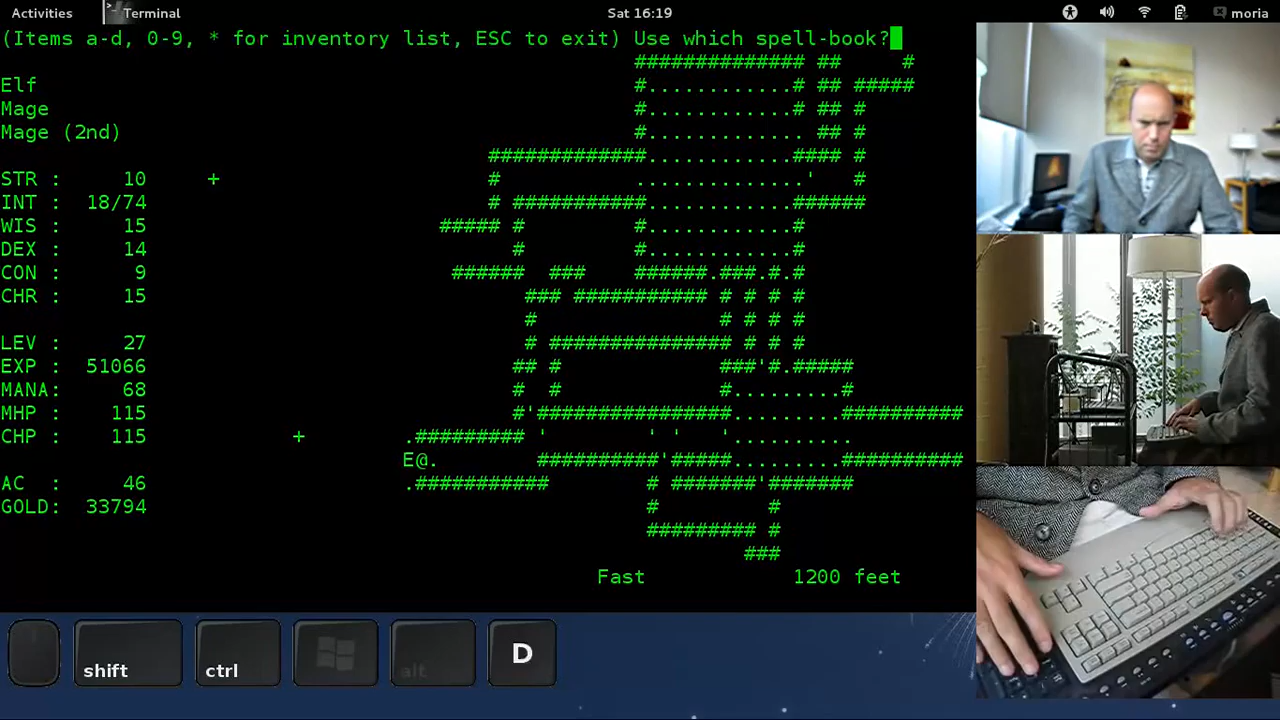 Activities Terminal Sat 16:19 moria
(Items a-d, 0-9, * for inventory list, ESC to exit) Use which spell-book?
############## ## #
Elf #............# ## #####
Mage #............# ## #
Mage (2nd) #............. ## #
#############............#### #
STR : 10 + # .............' #
INT : 18/74 # ###########............######
WIS : 15 ##### # #............#
DEX : 14 # #............#
CON : 9 ###### ### ######.###.#.#
CHR : 15 ### ########### # # # #
# # # # #
LEV : 27 # ############### # # #
EXP : 51066 ## # ###'#.#####
MANA: 68 # # #.........#
MHP : 115 #'################.........##########
CHP : 115 + .######### ' ' ' '..........
E@. ##########'#####.........##########
AC : 46 .########### # #######'#######
GOLD: 33794 # #
######### #
###
Fast 1200 feet
shift ctrl alt D